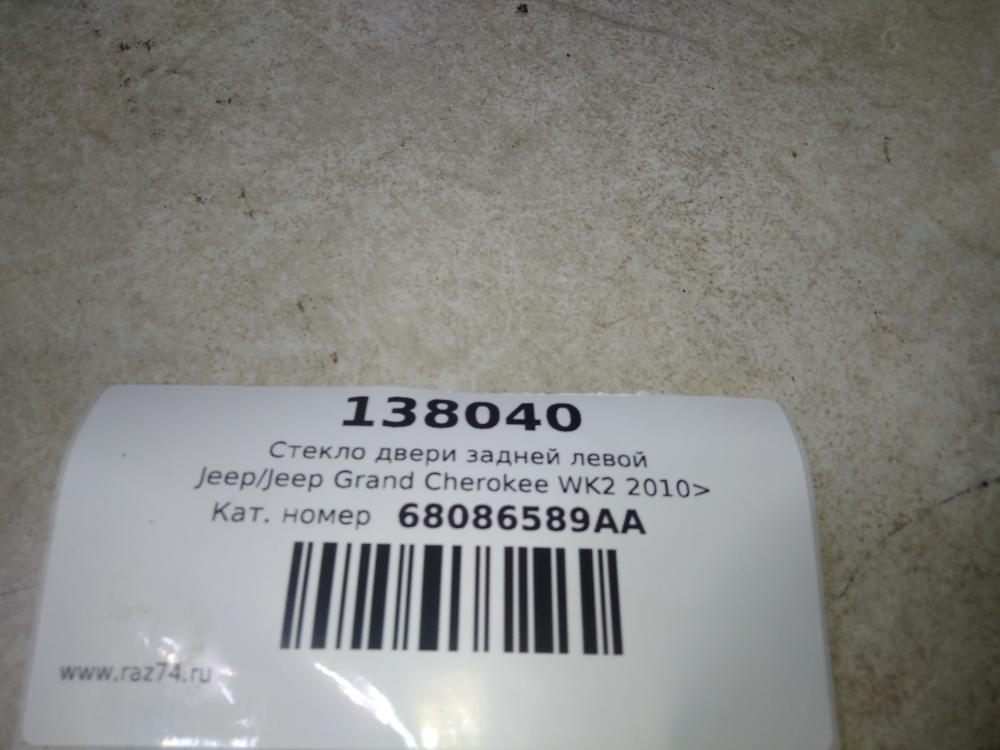 138040
Стекло двери задней левой
Jeep/Jeep Grand Cherokee WK2 2010>
Кат. номер 68086589AA
www.raz74.ru